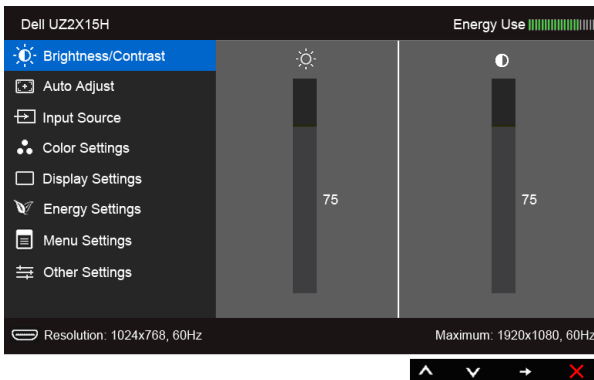 Dell UZ2X15H
Energy Use
Brightness/Contrast
Auto Adjust
Input Source
Color Settings
Display Settings
Energy Settings
Menu Settings
Other Settings
75
75
Resolution: 1024x768, 60Hz
Maximum: 1920x1080, 60Hz